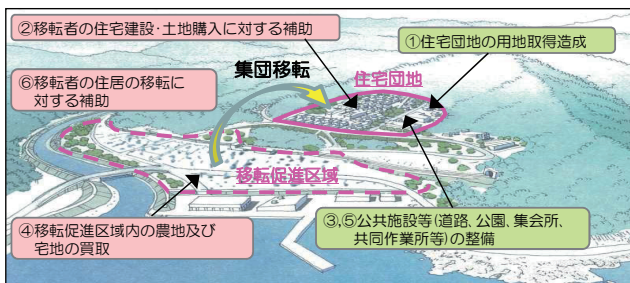 ②移転者の住宅建設・土地購入に対する補助
①住宅団地の用地取得造成
⑥移転者の住居の移転に
対する補助
集団移転
住宅団地
移転促進区域
④移転促進区域内の農地及び
宅地の買取
③,⑤公共施設等(道路、公園、集会所、
共同作業所等)の整備